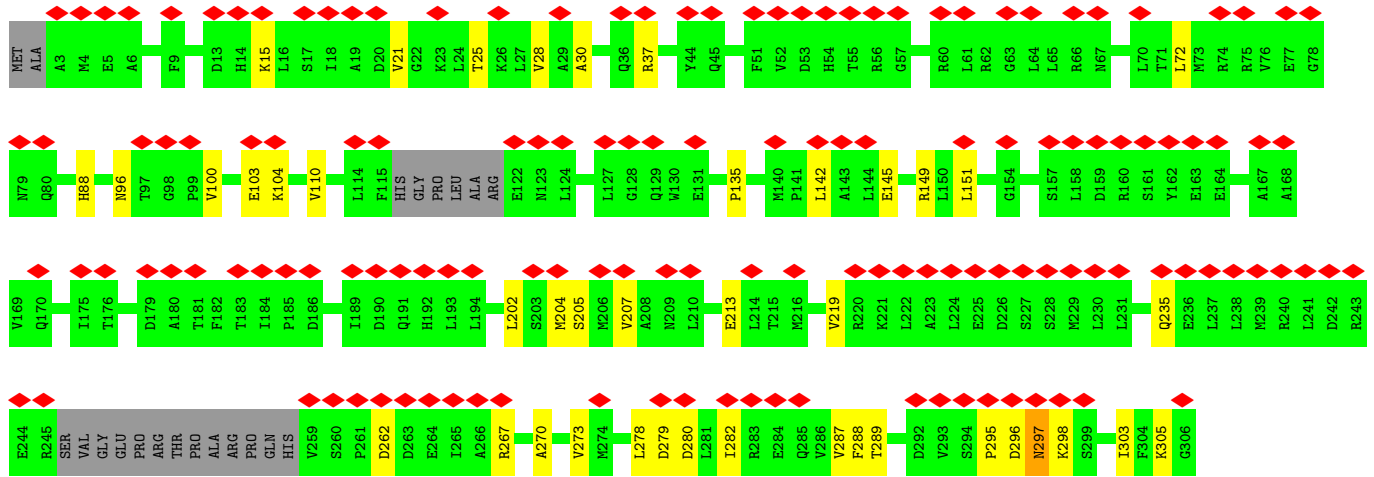 MET ALA A3 M4 E5 A6 F9 D13 H14 K15 L16 S17 I18 A19 D20 V21 G22 K23 L24 T25 K26 L27 V28 A29 A30 Q36 R37 Y44 Q45 F51 V52 D53 H54 T55 R56 G57 R60 L61 R62 G63 L64 L65 R66 N67 L70 T71 L72 M73 R74 R75 V76 E77 G78
N79 Q80 H88 N96 T97 G98 P99 V100 E103 K104 V110 L114 F115 HIS GLY PRO LEU ALA ARG E122 N123 L124 L127 G128 Q129 W130 E131 P135 M140 P141 L142 A143 L144 E145 R149 L150 L151 G154 S157 L158 D159 R160 S161 Y162 E163 E164 A167 A168
V169 Q170 I175 T176 D179 A180 T181 F182 T183 I184 P185 D186 I189 D190 Q191 H192 L193 L194 L202 S203 M204 S205 M206 V207 A208 N209 L210 E213 L214 T215 M216 V219 R220 K221 L222 A223 L224 E225 D226 S227 S228 M229 L230 L231 Q235 E236 L237 L238 M239 R240 L241 D242 R243
E244 R245 SER VAL GLY GLU PRO ARG THR PRO ALA ARG PRO GLN HIS V259 S260 P261 D262 D263 E264 I265 A266 R267 A270 V273 M274 L278 D279 D280 L281 I282 R283 E284 Q285 V286 V287 F288 T289 D292 V293 S294 P295 D296 N297 K298 S299 I303 F304 K305 G306